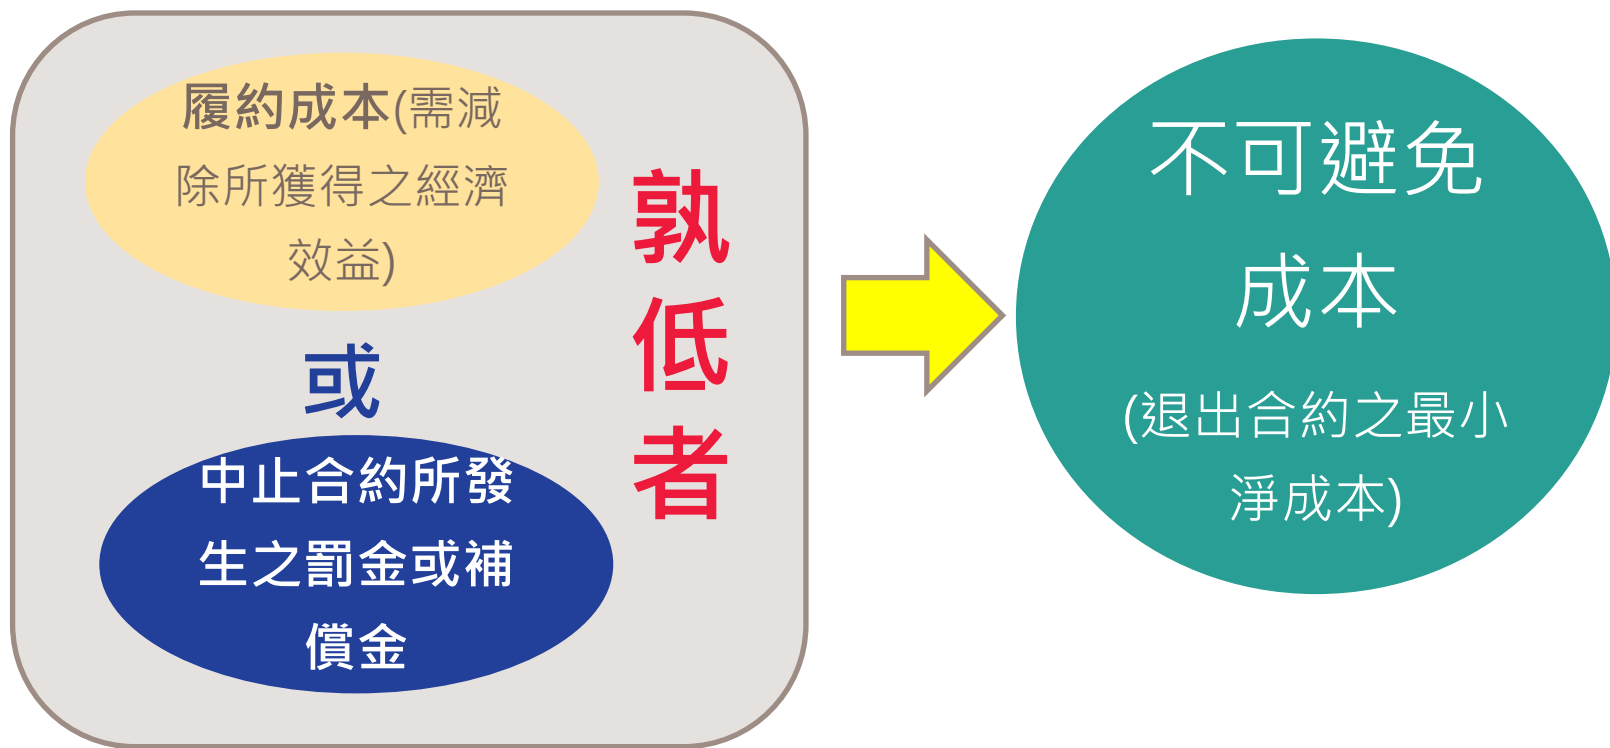 履約成本(需減
除所獲得之經濟
效益)
或
中止合約所發
生之罰金或補
償金
孰
低
者
不可避免
成本
(退出合約之最小
淨成本)